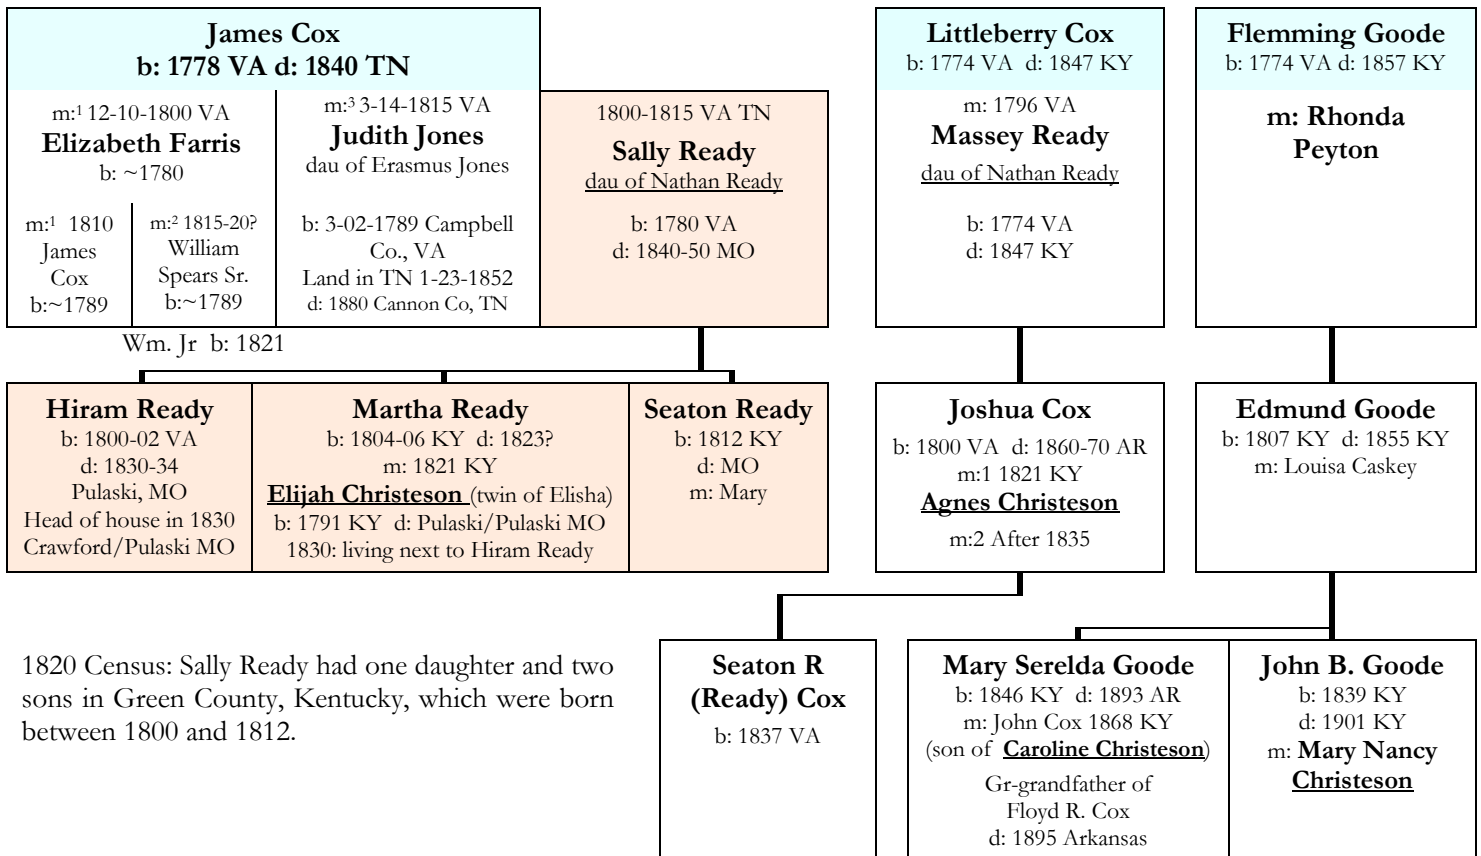 James Cox
b: 1778 VA d: 1840 TN
m:¹ 12-10-1800 VA
Elizabeth Farris
b: ~1780
m:¹ 1810
James
Cox
b:~1789
m:² 1815-20?
William
Spears Sr.
b:~1789
m:³ 3-14-1815 VA
Judith Jones
dau of Erasmus Jones
b: 3-02-1789 Campbell
Co., VA
Land in TN 1-23-1852
d: 1880 Cannon Co, TN
1800-1815 VA TN
Sally Ready
dau of Nathan Ready
b: 1780 VA
d: 1840-50 MO
Littleberry Cox
b: 1774 VA d: 1847 KY
m: 1796 VA
Massey Ready
dau of Nathan Ready
b: 1774 VA
d: 1847 KY
Flemming Goode
b: 1774 VA d: 1857 KY
m: Rhonda
Peyton
Wm. Jr b: 1821
Hiram Ready
b: 1800-02 VA
d: 1830-34
Pulaski, MO
Head of house in 1830
Crawford/Pulaski MO
Martha Ready
b: 1804-06 KY d: 1823?
m: 1821 KY
Elijah Christeson (twin of Elisha)
b: 1791 KY d: Pulaski/Pulaski MO
1830: living next to Hiram Ready
Seaton Ready
b: 1812 KY
d: MO
m: Mary
Joshua Cox
b: 1800 VA d: 1860-70 AR
m:1 1821 KY
Agnes Christeson
m:2 After 1835
Edmund Goode
b: 1807 KY d: 1855 KY
m: Louisa Caskey
1820 Census: Sally Ready had one daughter and two
sons in Green County, Kentucky, which were born
between 1800 and 1812.
Seaton R
(Ready) Cox
b: 1837 VA
Mary Serelda Goode
b: 1846 KY d: 1893 AR
m: John Cox 1868 KY
(son of Caroline Christeson)
Gr-grandfather of
Floyd R. Cox
d: 1895 Arkansas
John B. Goode
b: 1839 KY
d: 1901 KY
m: Mary Nancy
Christeson